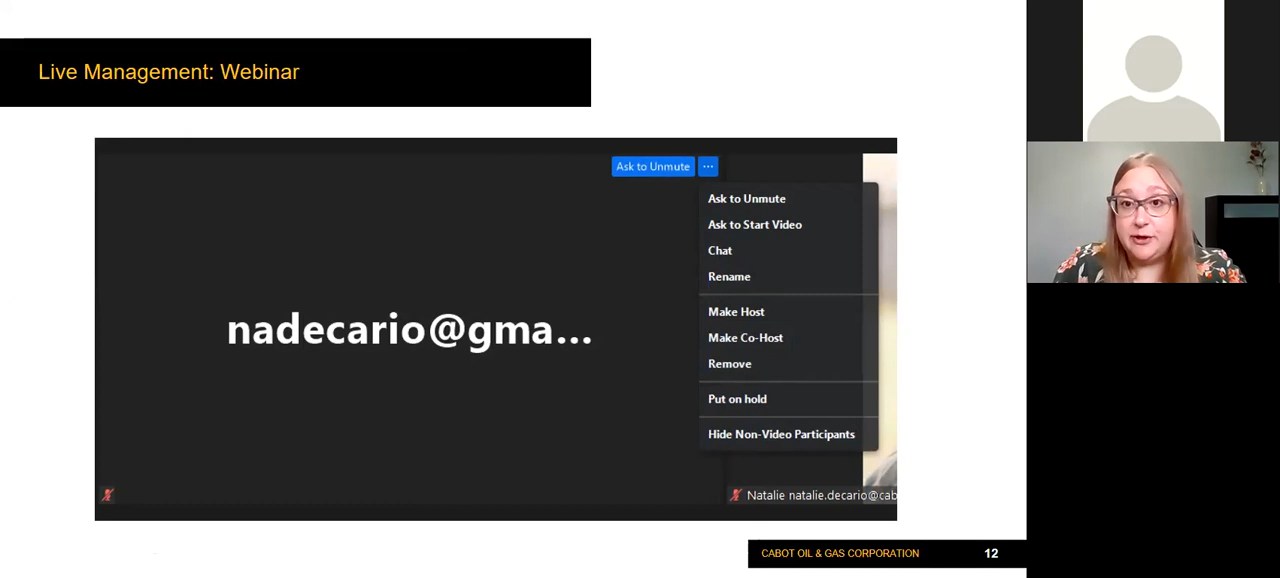 Live Management: Webinar
Ask to Unmute
...
Ask to Unmute
Ask to Start Video
Chat
Rename
Make Host
Make Co-Host
Remove
Put on hold
Hide Non-Video Participants
nadecario@gma...
Natalie natalie.decario@cab
CABOT OIL & GAS CORPORATION 12